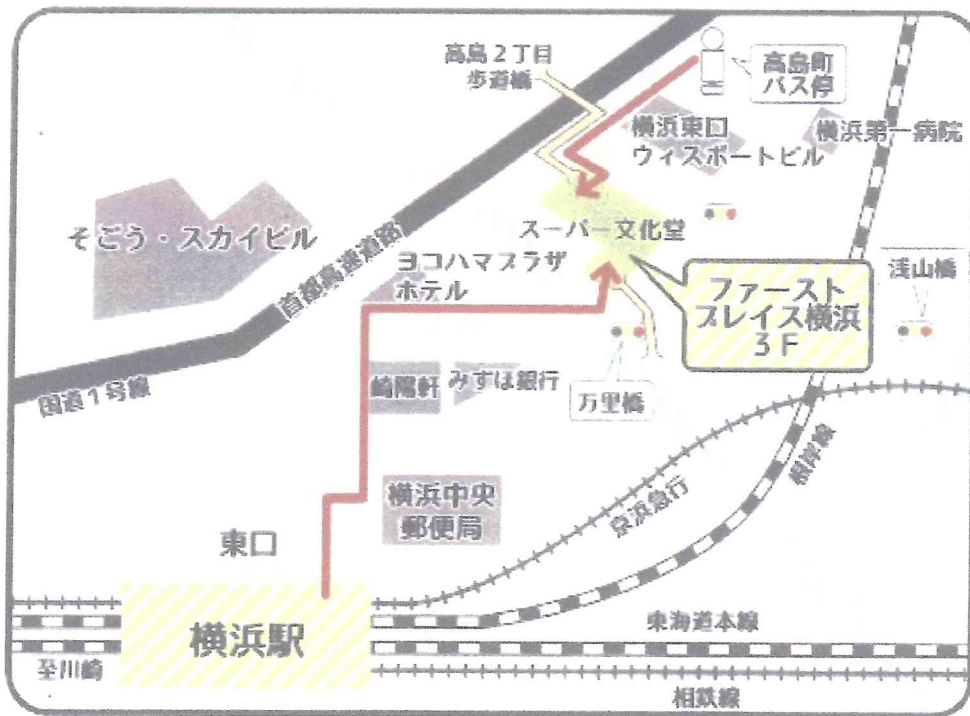 高島２丁目
歩道橋
高島町
バス停
横浜東口
ウィスポートビル
横浜第一病院
そごう・スカイビル
首都高速道路
スーパー文化堂
ヨコハマプラザ
ホテル
浅山橋
ファースト
プレイス横浜
３Ｆ
国道１号線
崎陽軒
みずほ銀行
万里橋
根岸線
京浜急行
横浜中央
郵便局
東口
横浜駅
東海道本線
至川崎
相鉄線